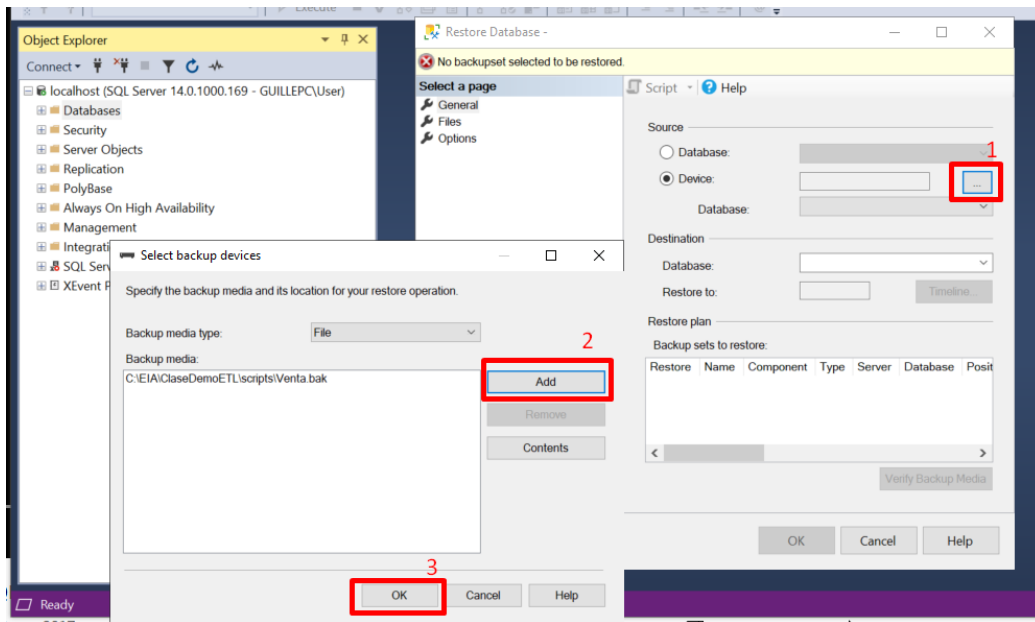 Execute
Object Explorer
Connect
localhost (SQL Server 14.0.1000.169 - GUILLEPC\User)
Databases
Security
Server Objects
Replication
PolyBase
Always On High Availability
Management
Integrati
SQL Serv
XEvent P
Ready
Restore Database -
No backupset selected to be restored.
Select a page
General
Files
Options
Script
Help
Source
Database:
1
Device:
...
Database:
Destination
Database:
Restore to:
Timeline...
Restore plan
Backup sets to restore:
Restore Name Component Type Server Database Posit
Verify Backup Media
OK Cancel Help
Select backup devices
Specify the backup media and its location for your restore operation.
Backup media type: File
2
Backup media:
C:\EIA\ClaseDemoETL\scripts\Venta.bak
Add
Remove
Contents
3
OK Cancel Help